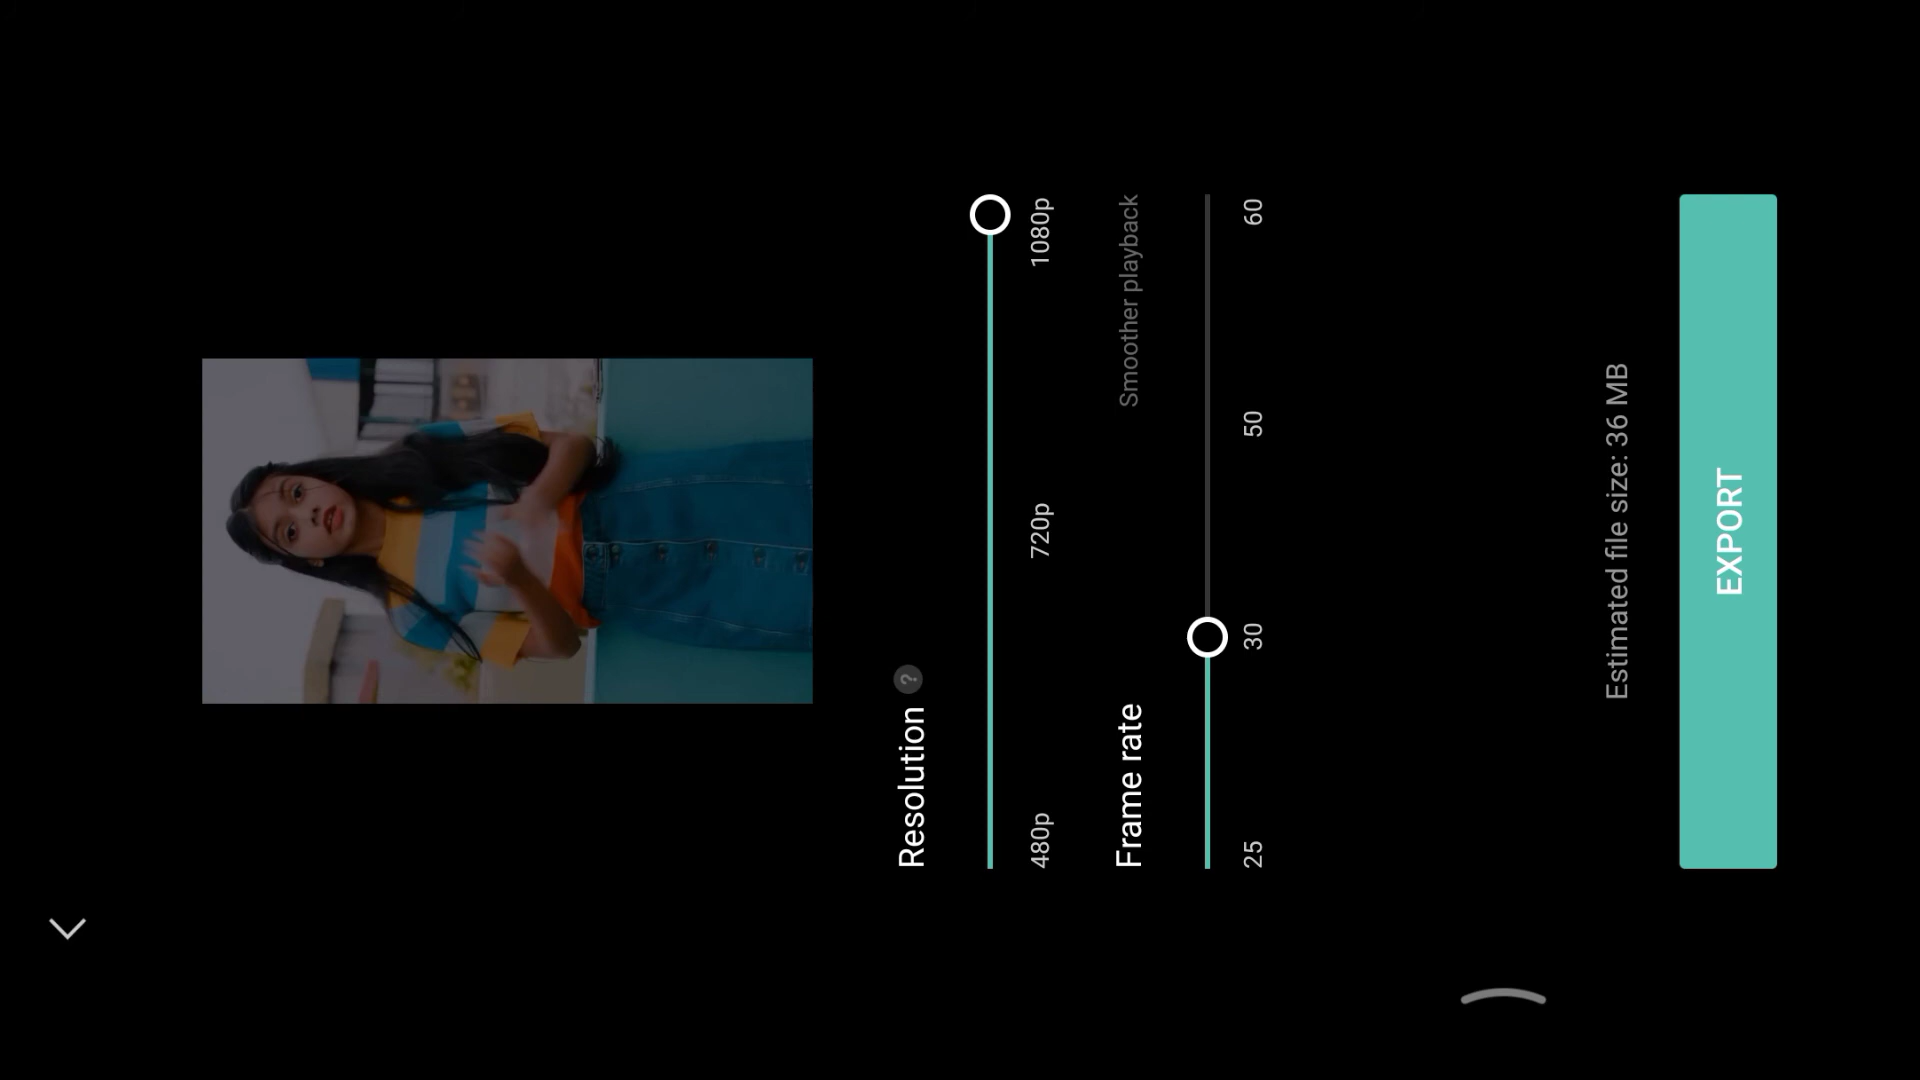 Resolution ?
480p 720p 1080p
Frame rate Smoother playback
25 30 50 60
Estimated file size: 36 MB
EXPORT